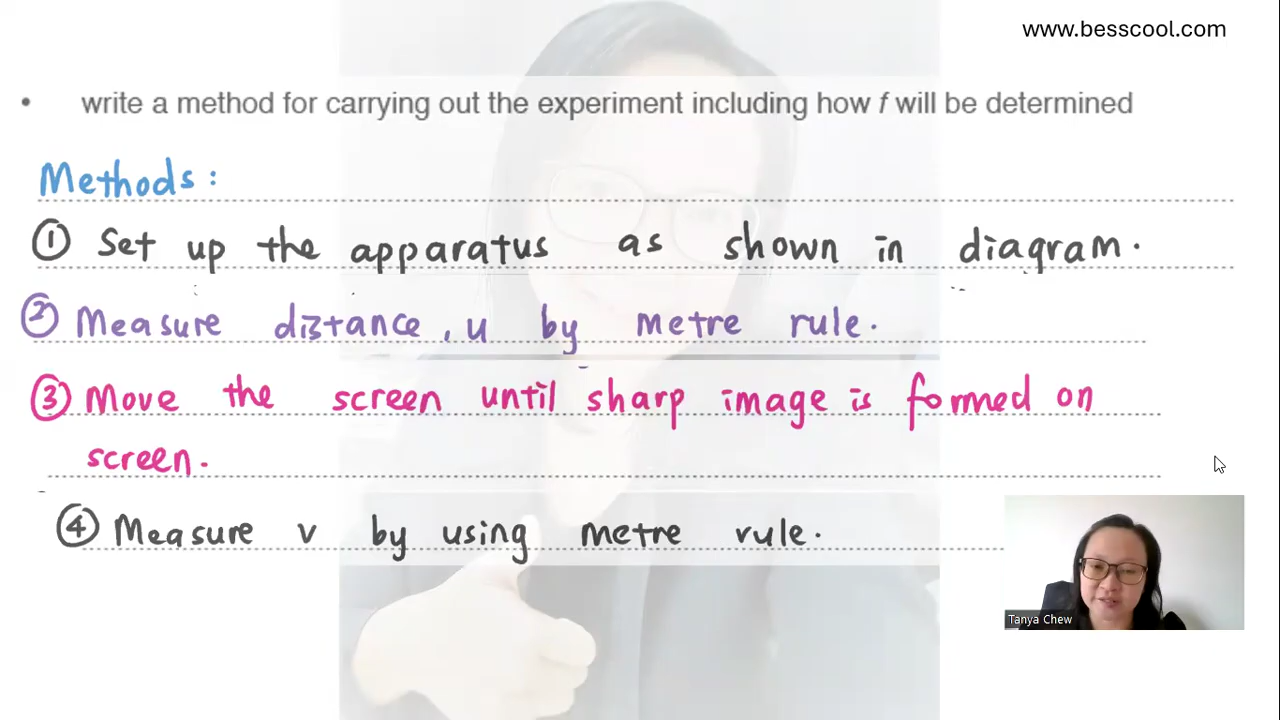 www.besscool.com
• write a method for carrying out the experiment including how f will be determined
Methods:
① Set up the apparatus as shown in diagram.
② Measure distance, u by metre rule.
③ Move the screen until sharp image is formed on
screen.
④ Measure v by using metre rule.
Tanya Chew